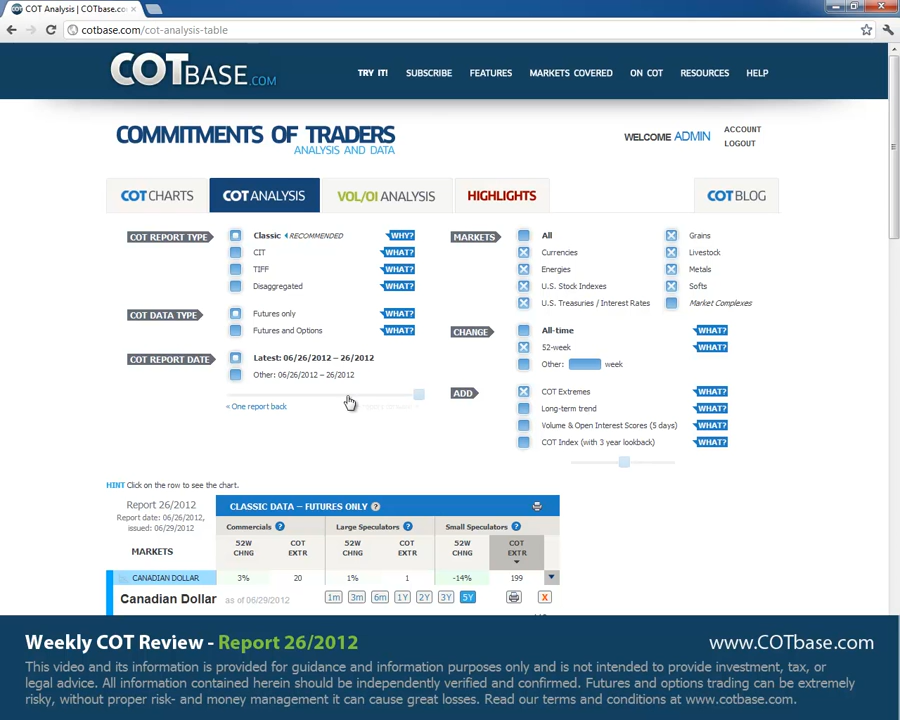 COT Analysis | COTbase.com
cotbase.com/cot-analysis-table
COTBASE.COM
TRY IT! SUBSCRIBE FEATURES MARKETS COVERED ON COT RESOURCES HELP
COMMITMENTS OF TRADERS
ANALYSIS AND DATA
WELCOME ADMIN
ACCOUNT
LOGOUT
COTCHARTS COTANALYSIS VOL/OI ANALYSIS HIGHLIGHTS COTBLOG
COT REPORT TYPE
Classic RECOMMENDED WHY?
CIT WHAT?
TIFF WHAT?
Disaggregated WHAT?
COT DATA TYPE
Futures only WHAT?
Futures and Options WHAT?
COT REPORT DATE
Latest: 06/26/2012 – 26/2012
Other: 06/26/2012 – 26/2012
< One report back
MARKETS
All
Currencies
Energies
U.S. Stock Indexes
U.S. Treasuries / Interest Rates
Grains
Livestock
Metals
Softs
Market Complexes
CHANGE
All-time WHAT?
52-week WHAT?
Other: week
ADD
COT Extremes WHAT?
Long-term trend WHAT?
Volume & Open Interest Scores (5 days) WHAT?
COT Index (with 3 year lookback) WHAT?
HINT Click on the row to see the chart.
Report 26/2012
Report date: 06/26/2012,
issued: 06/29/2012
MARKETS
CLASSIC DATA – FUTURES ONLY ?
Commercials ? Large Speculators ? Small Speculators ?
52W COT 52W COT 52W COT
CHNG EXTR CHNG EXTR CHNG EXTR
CANADIAN DOLLAR 3% 20 1% 1 -14% 199
Canadian Dollar as of 06/29/2012 1m 3m 6m 1Y 2Y 3Y 5Y X
Weekly COT Review - Report 26/2012
www.COTbase.com
This video and its information is provided for guidance and information purposes only and is not intended to provide investment, tax, or
legal advice. All information contained herein should be independently verified and confirmed. Futures and options trading can be extremely
risky, without proper risk- and money management it can cause great losses. Read our terms and conditions at www.cotbase.com.